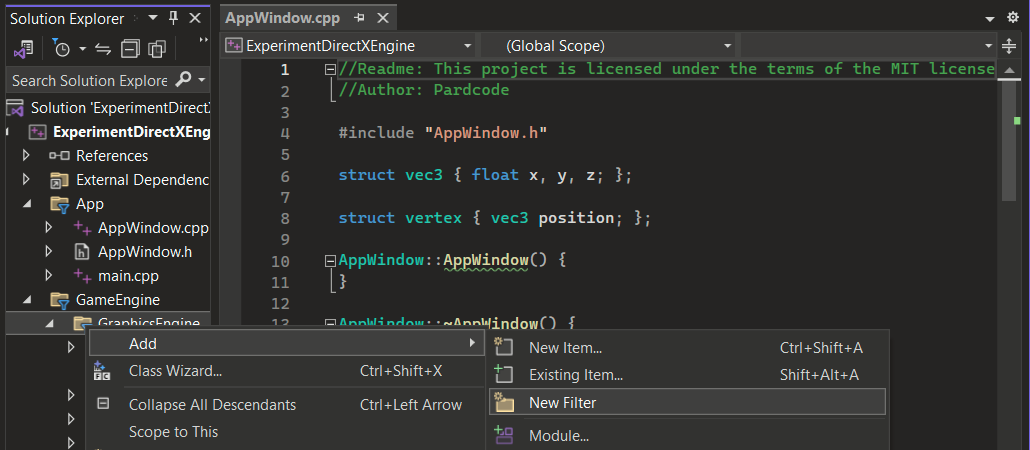 Solution Explorer
AppWindow.cpp
ExperimentDirectXEngine
(Global Scope)
Search Solution Explore
Solution 'ExperimentDirectX
ExperimentDirectXEng
References
External Dependenc
App
AppWindow.cpp
AppWindow.h
main.cpp
GameEngine
GraphicsEngine
1 //Readme: This project is licensed under the terms of the MIT license
2 //Author: Pardcode
3
4 #include "AppWindow.h"
5
6 struct vec3 { float x, y, z; };
7
8 struct vertex { vec3 position; };
9
10 AppWindow::AppWindow() {
11 }
12
13 AppWindow::~AppWindow() {
Add
Class Wizard... Ctrl+Shift+X
Collapse All Descendants Ctrl+Left Arrow
Scope to This
New Item... Ctrl+Shift+A
Existing Item... Shift+Alt+A
New Filter
Module...